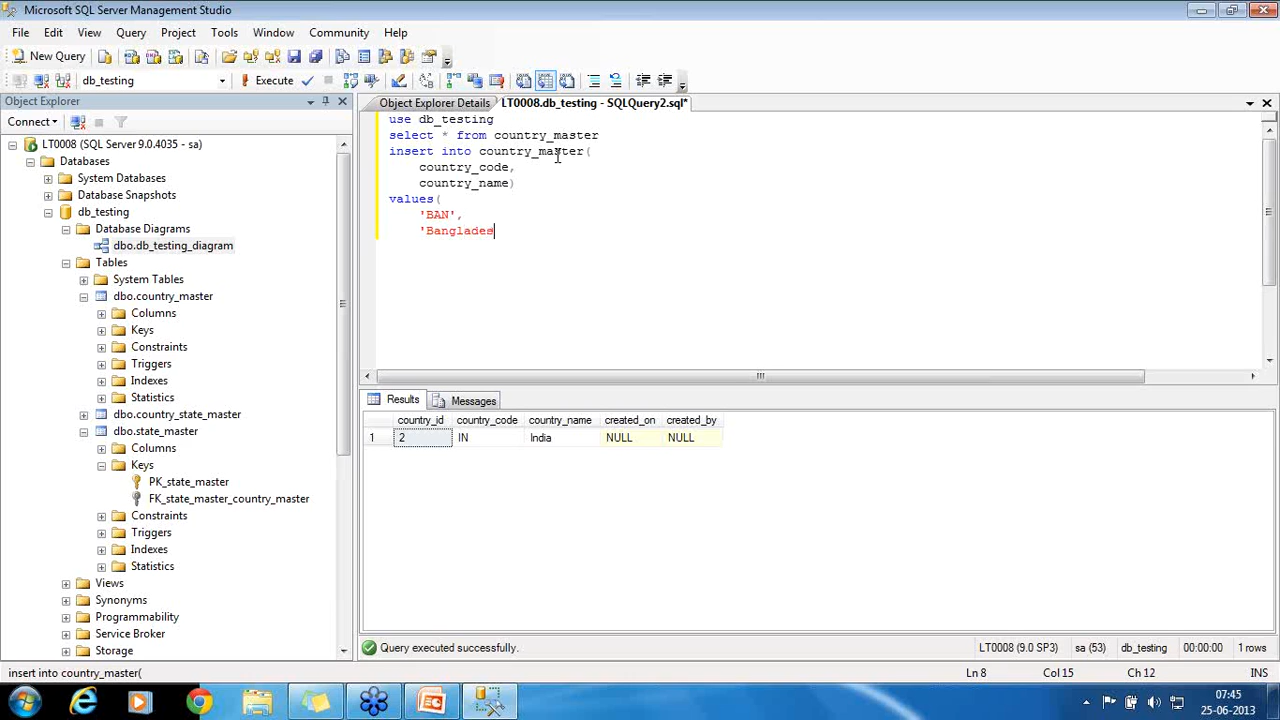 Microsoft SQL Server Management Studio
File Edit View Query Project Tools Window Community Help
New Query
db_testing Execute
Object Explorer
Object Explorer Details LT0008.db_testing - SQLQuery2.sql*
Connect
LT0008 (SQL Server 9.0.4035 - sa)
Databases
System Databases
Database Snapshots
db_testing
Database Diagrams
dbo.db_testing_diagram
Tables
System Tables
dbo.country_master
Columns
Keys
Constraints
Triggers
Indexes
Statistics
dbo.country_state_master
dbo.state_master
Columns
Keys
PK_state_master
FK_state_master_country_master
Constraints
Triggers
Indexes
Statistics
Views
Synonyms
Programmability
Service Broker
Storage
use db_testing
select * from country_master
insert into country_master(
country_code,
country_name)
values(
'BAN',
'Banglades
Results Messages
country_id country_code country_name created_on created_by
1 2 IN India NULL NULL
Query executed successfully. LT0008 (9.0 SP3) sa (53) db_testing 00:00:00 1 rows
insert into country_master( Ln 8 Col 15 Ch 12 INS
07:45
25-06-2013